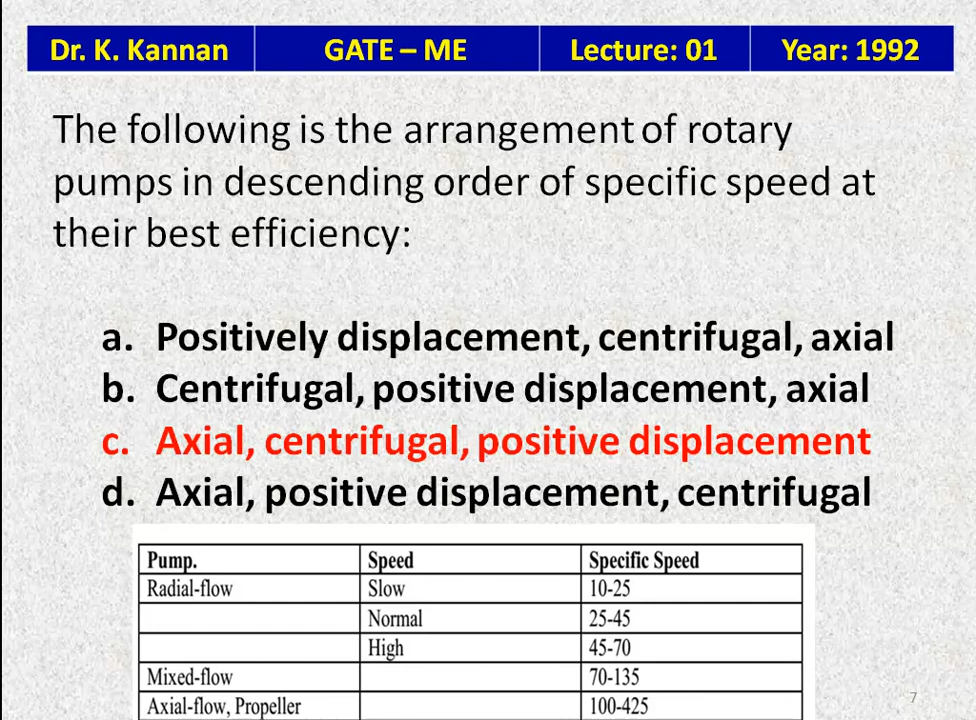 Dr. K. Kannan GATE – ME Lecture: 01 Year: 1992
The following is the arrangement of rotary
pumps in descending order of specific speed at
their best efficiency:
a. Positively displacement, centrifugal, axial
b. Centrifugal, positive displacement, axial
c. Axial, centrifugal, positive displacement
d. Axial, positive displacement, centrifugal
Pump. Speed Specific Speed
Radial-flow Slow 10-25
Normal 25-45
High 45-70
Mixed-flow 70-135
Axial-flow, Propeller 100-425
7